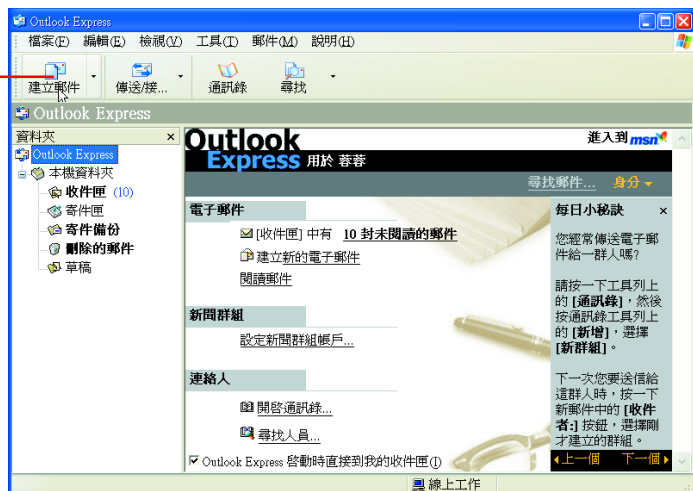 Outlook Express
檔案(F) 編輯(E) 檢視(V) 工具(T) 郵件(M) 說明(H)
建立郵件 傳送/接... 通訊錄 尋找
Outlook Express
資料夾 ×
Outlook Express
本機資料夾
收件匣 (10)
寄件匣
寄件備份
刪除的郵件
草稿
Outlook
Express 用於 蓉蓉
進入到 msn
尋找郵件... 身分
電子郵件
[收件匣] 中有 10 封未閱讀的郵件
建立新的電子郵件
閱讀郵件
新聞群組
設定新聞群組帳戶...
連絡人
開啓通訊錄...
尋找人員...
Outlook Express 啓動時直接到我的收件匣(I)
每日小秘訣 ×
您經常傳送電子郵
件給一群人嗎?
請按一下工具列上
的 [通訊錄],然後
按通訊錄工具列上
的 [新增],選擇
[新群組]。
下一次您要送信給
這群人時,按一下
新郵件中的 [收件
者:] 按鈕,選擇剛
才建立的群組。
上一個 下一個
線上工作